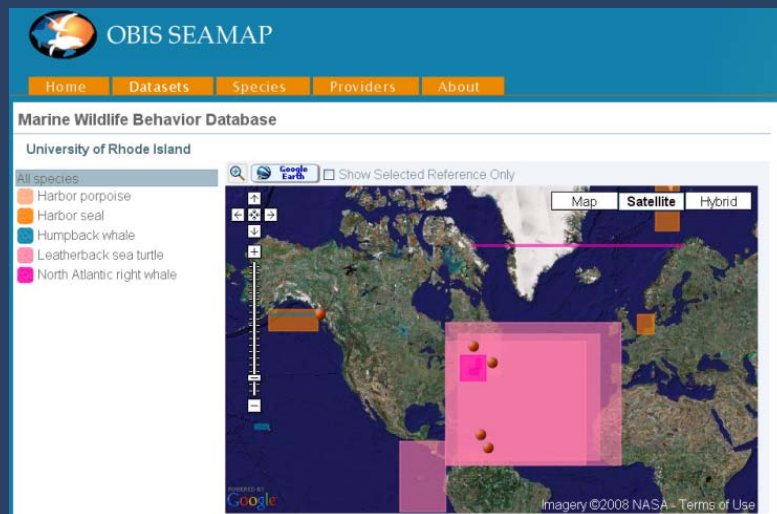 OBIS SEAMAP
Home Datasets Species Providers About
Marine Wildlife Behavior Database
University of Rhode Island
Google Earth Show Selected Reference Only
All species
Harbor porpoise
Harbor seal
Humpback whale
Leatherback sea turtle
North Atlantic right whale
Map Satellite Hybrid
POWERED BY
Google
Imagery ©2008 NASA - Terms of Use